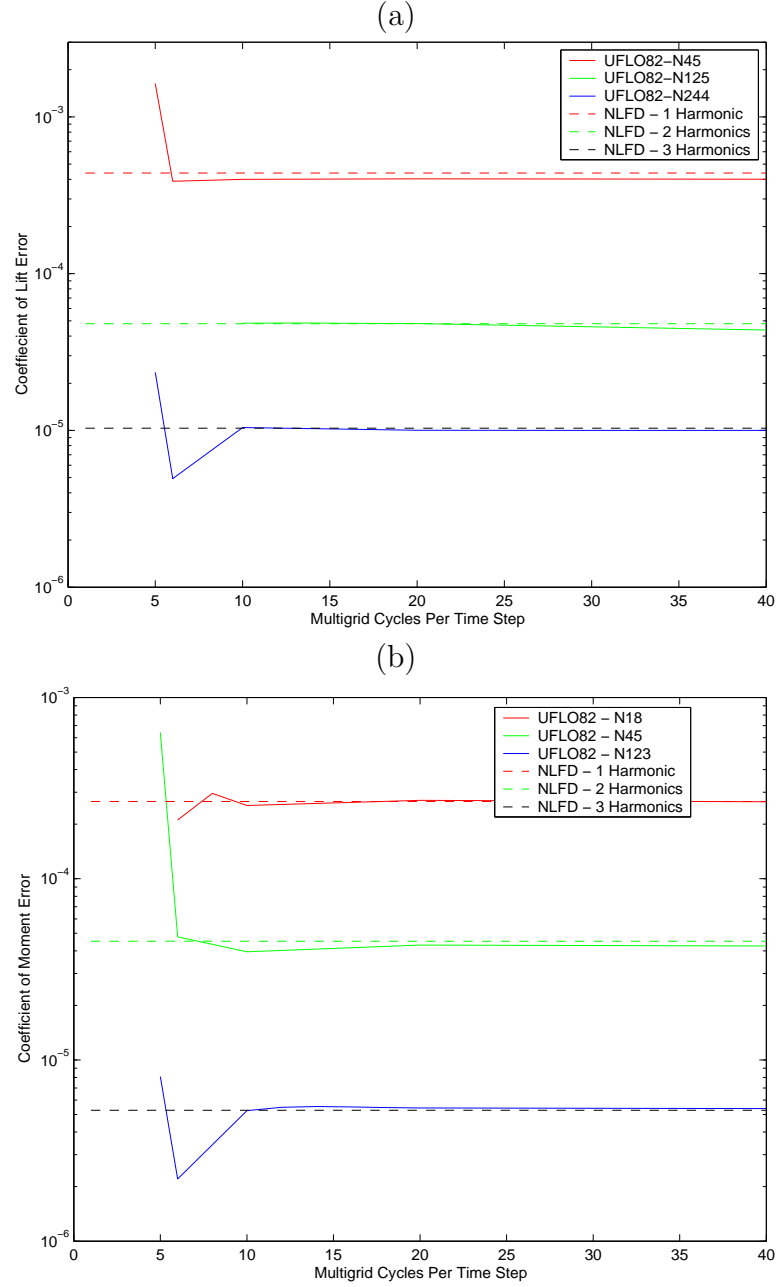 (a)
10^-3
10^-4
10^-5
10^-6
Coeffiecient of Lift Error
UFLO82-N45
UFLO82-N125
UFLO82-N244
NLFD - 1 Harmonic
NLFD - 2 Harmonics
NLFD - 3 Harmonics
0 5 10 15 20 25 30 35 40
Multigrid Cycles Per Time Step
(b)
10^-3
10^-4
10^-5
10^-6
Coefficient of Moment Error
UFLO82 - N18
UFLO82 - N45
UFLO82 - N123
NLFD - 1 Harmonic
NLFD - 2 Harmonics
NLFD - 3 Harmonics
0 5 10 15 20 25 30 35 40
Multigrid Cycles Per Time Step